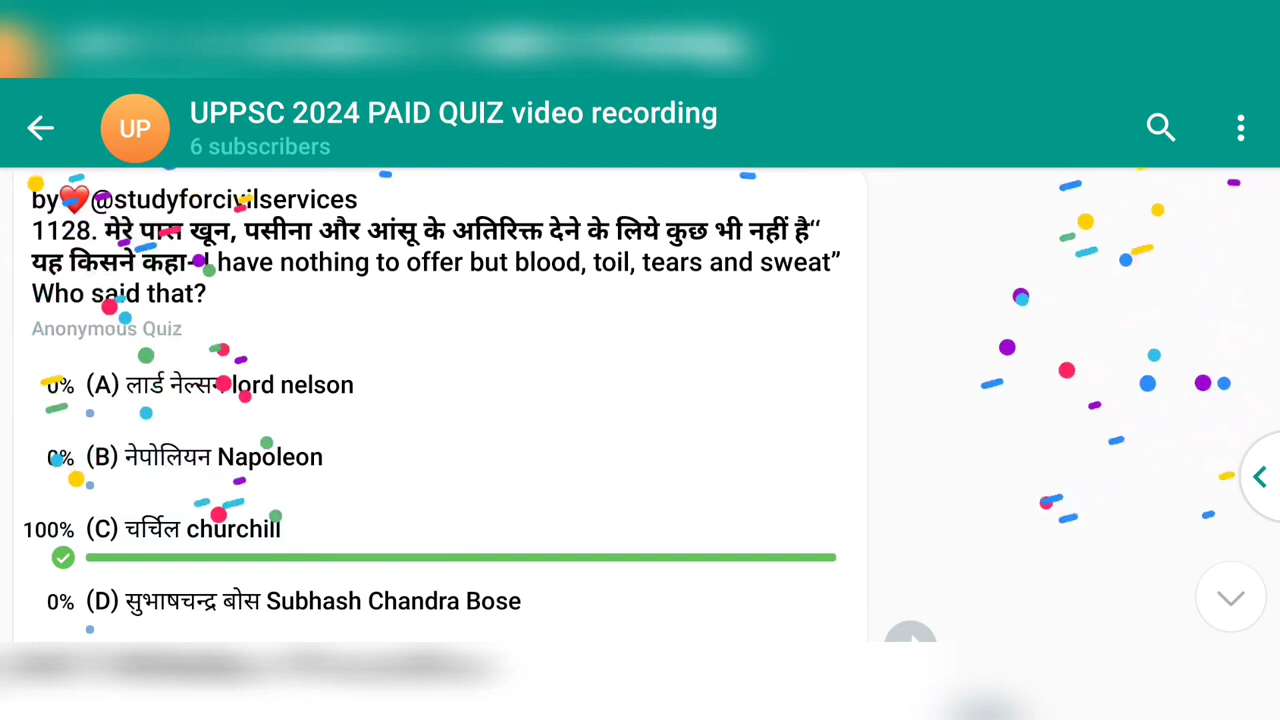 UP
UPPSC 2024 PAID QUIZ video recording
6 subscribers
by❤️@studyforcivilservices
1128. मेरे पास खून, पसीना और आंसू के अतिरिक्त देने के लिये कुछ भी नहीं है“
यह किसने कहा- I have nothing to offer but blood, toil, tears and sweat”
Who said that?
Anonymous Quiz
0% (A) लार्ड नेल्सन lord nelson
0% (B) नेपोलियन Napoleon
100% (C) चर्चिल churchill
0% (D) सुभाषचन्द्र बोस Subhash Chandra Bose